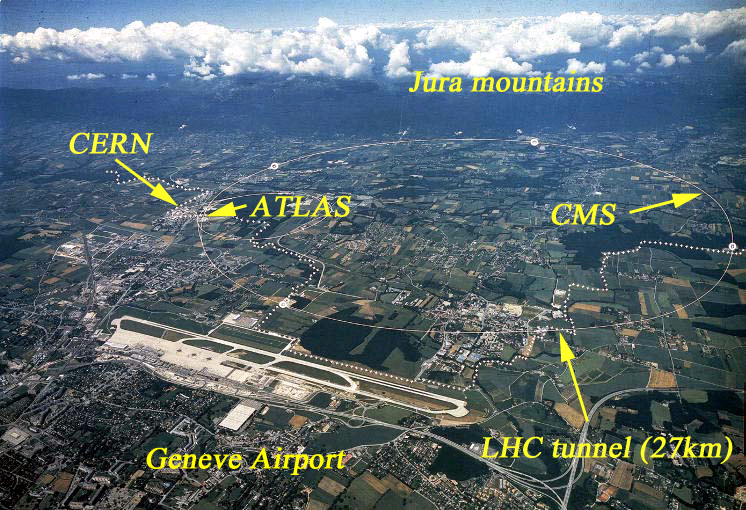 Jura mountains
CERN
ATLAS
CMS
LHC tunnel (27km)
Geneve Airport